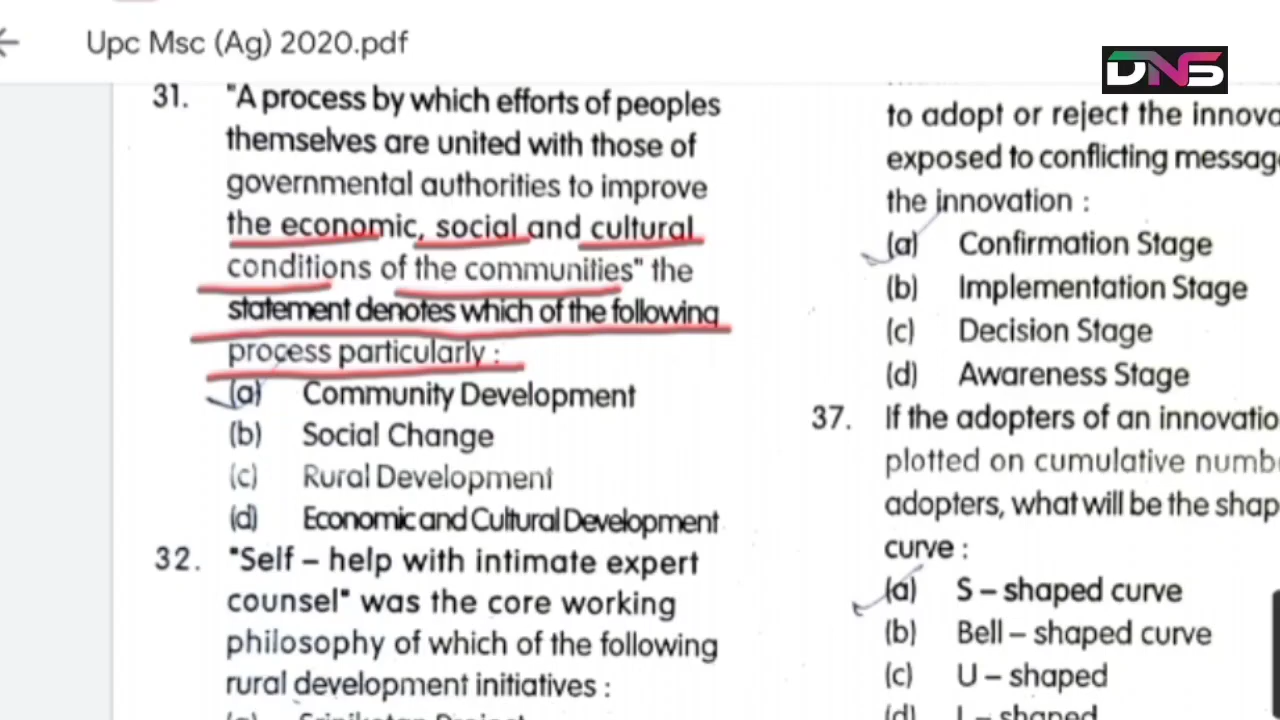 Upc Msc (Ag) 2020.pdf
DNS
31. "A process by which efforts of peoples
themselves are united with those of
governmental authorities to improve
the economic, social and cultural
conditions of the communities" the
statement denotes which of the following
process particularly :
(a) Community Development
(b) Social Change
(c) Rural Development
(d) Economic and Cultural Development
32. "Self – help with intimate expert
counsel" was the core working
philosophy of which of the following
rural development initiatives :
to adopt or reject the innova
exposed to conflicting messag
the innovation :
(a) Confirmation Stage
(b) Implementation Stage
(c) Decision Stage
(d) Awareness Stage
37. If the adopters of an innovatio
plotted on cumulative numb
adopters, what will be the shap
curve :
(a) S – shaped curve
(b) Bell – shaped curve
(c) U – shaped